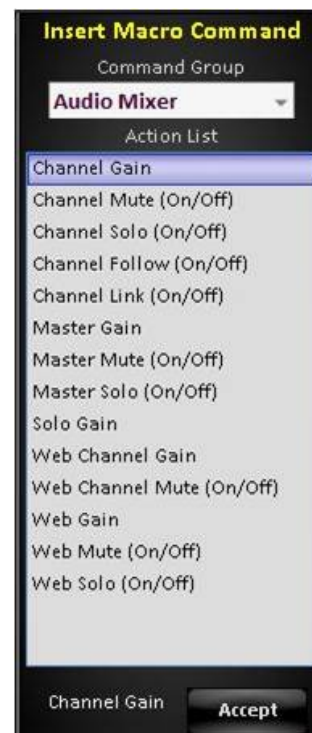 Insert Macro Command
Command Group
Audio Mixer
Action List
Channel Gain
Channel Mute (On/Off)
Channel Solo (On/Off)
Channel Follow (On/Off)
Channel Link (On/Off)
Master Gain
Master Mute (On/Off)
Master Solo (On/Off)
Solo Gain
Web Channel Gain
Web Channel Mute (On/Off)
Web Gain
Web Mute (On/Off)
Web Solo (On/Off)
Channel Gain
Accept